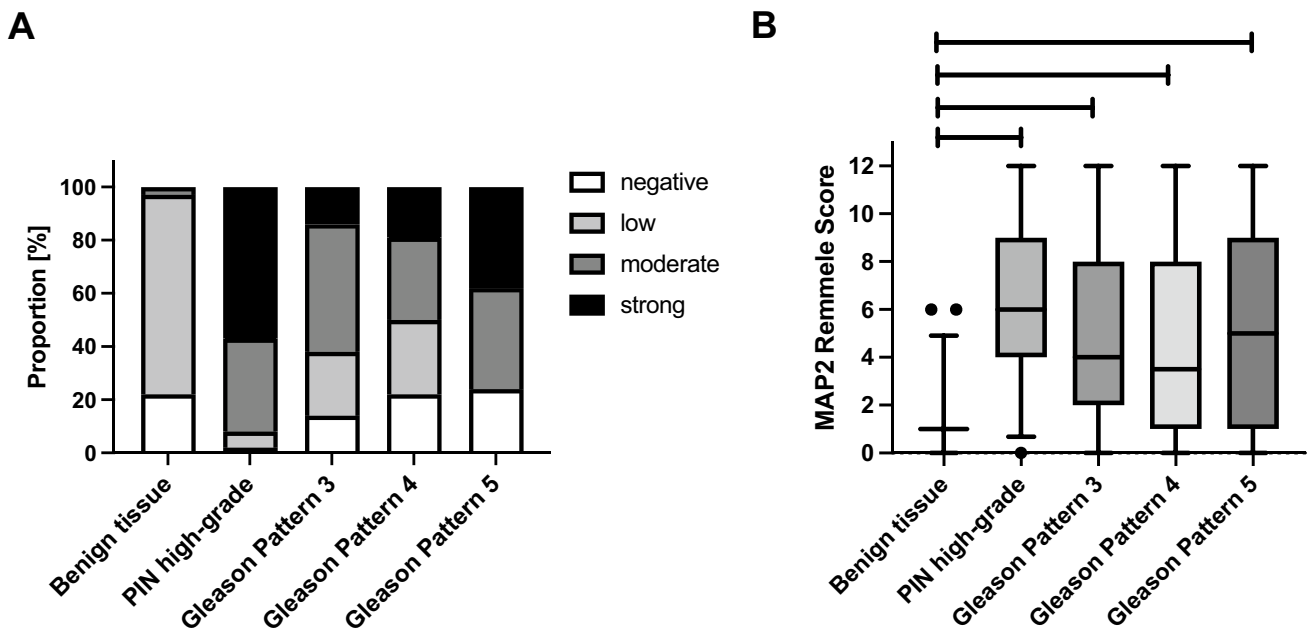 A
Proportion [%]
100
80
60
40
20
0
Benign tissue
PIN high-grade
Gleason Pattern 3
Gleason Pattern 4
Gleason Pattern 5
negative
low
moderate
strong
B
MAP2 Remmele Score
12
10
8
6
4
2
0
Benign tissue
PIN high-grade
Gleason Pattern 3
Gleason Pattern 4
Gleason Pattern 5